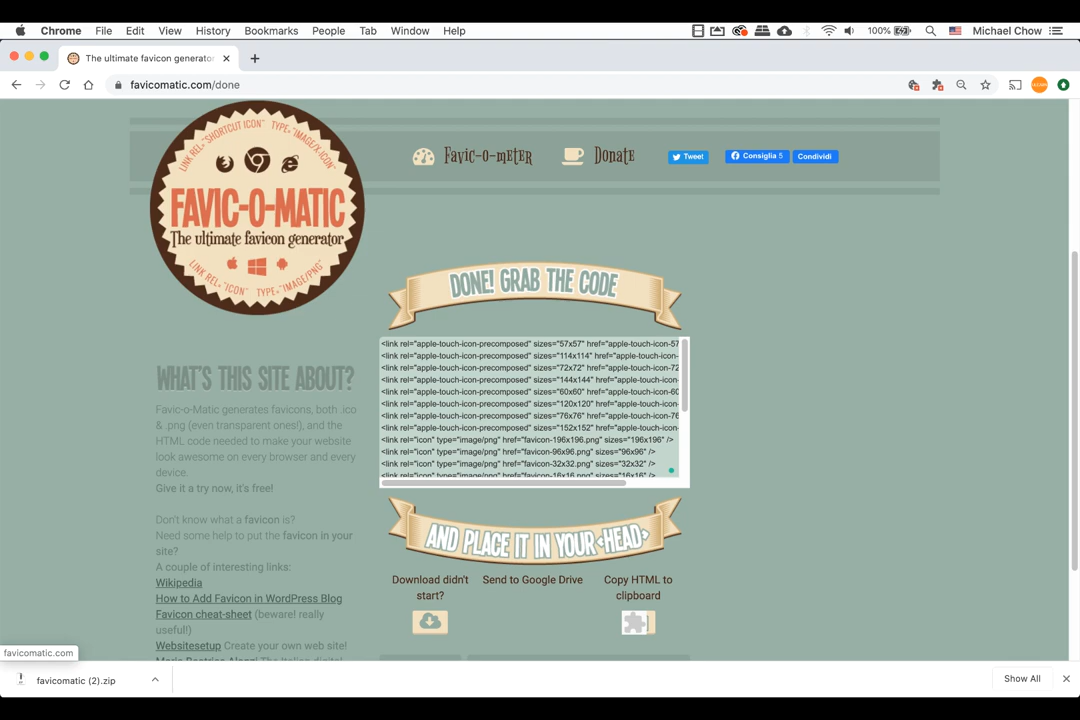 Chrome File Edit View History Bookmarks People Tab Window Help 100% Michael Chow
The ultimate favicon generator
favicomatic.com/done
LINK REL="SHORTCUT ICON" TYPE="IMAGE/X-ICON"
FAVIC-O-MATIC
The ultimate favicon generator
LINK REL="ICON" TYPE="IMAGE/PNG"
Favic-o-meter
Donate
Tweet
Consiglia 5
Condividi
DONE! GRAB THE CODE
<link rel="apple-touch-icon-precomposed" sizes="57x57" href="apple-touch-icon-57
<link rel="apple-touch-icon-precomposed" sizes="114x114" href="apple-touch-icon-
<link rel="apple-touch-icon-precomposed" sizes="72x72" href="apple-touch-icon-72
<link rel="apple-touch-icon-precomposed" sizes="144x144" href="apple-touch-icon-
<link rel="apple-touch-icon-precomposed" sizes="60x60" href="apple-touch-icon-60
<link rel="apple-touch-icon-precomposed" sizes="120x120" href="apple-touch-icon-
<link rel="apple-touch-icon-precomposed" sizes="76x76" href="apple-touch-icon-76
<link rel="apple-touch-icon-precomposed" sizes="152x152" href="apple-touch-icon-
<link rel="icon" type="image/png" href="favicon-196x196.png" sizes="196x196" />
<link rel="icon" type="image/png" href="favicon-96x96.png" sizes="96x96" />
<link rel="icon" type="image/png" href="favicon-32x32.png" sizes="32x32" />
<link rel="icon" type="image/png" href="favicon-16x16.png" sizes="16x16" />
AND PLACE IT IN YOUR <HEAD>
Download didn't
start?
Send to Google Drive
Copy HTML to
clipboard
WHAT'S THIS SITE ABOUT?
Favic-o-Matic generates favicons, both .ico
& .png (even transparent ones!), and the
HTML code needed to make your website
look awesome on every browser and every
device.
Give it a try now, it's free!
Don't know what a favicon is?
Need some help to put the favicon in your
site?
A couple of interesting links:
Wikipedia
How to Add Favicon in WordPress Blog
Favicon cheat-sheet (beware! really
useful!)
Websitesetup Create your own web site!
favicomatic.com
favicomatic (2).zip
Show All